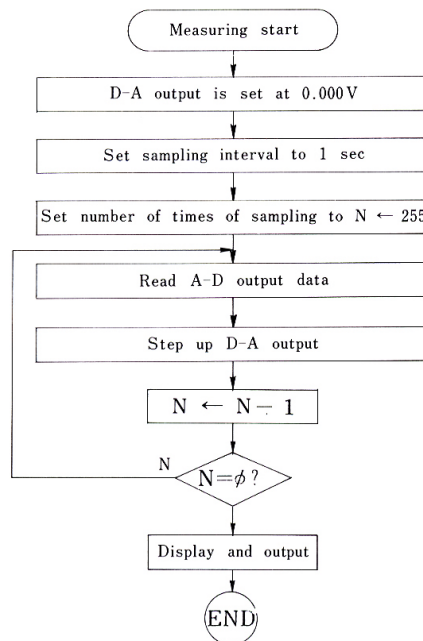 Measuring start
D-A output is set at 0.000V
Set sampling interval to 1 sec
Set number of times of sampling to N ← 255
Read A-D output data
Step up D-A output
N ← N－1
N
N=ϕ?
Display and output
END